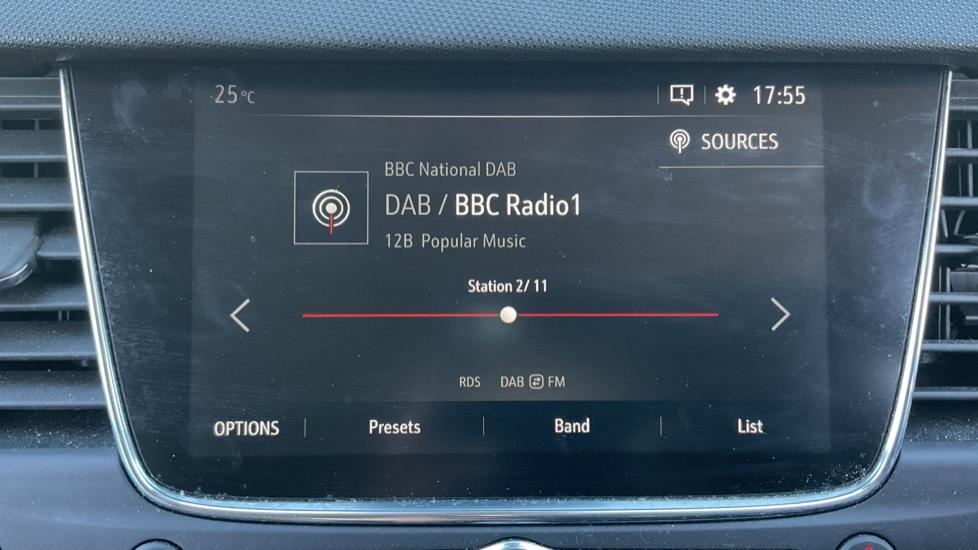 25°C 17:55
SOURCES
BBC National DAB
DAB / BBC Radio1
12B Popular Music
Station 2/ 11
RDS DAB FM
OPTIONS Presets Band List